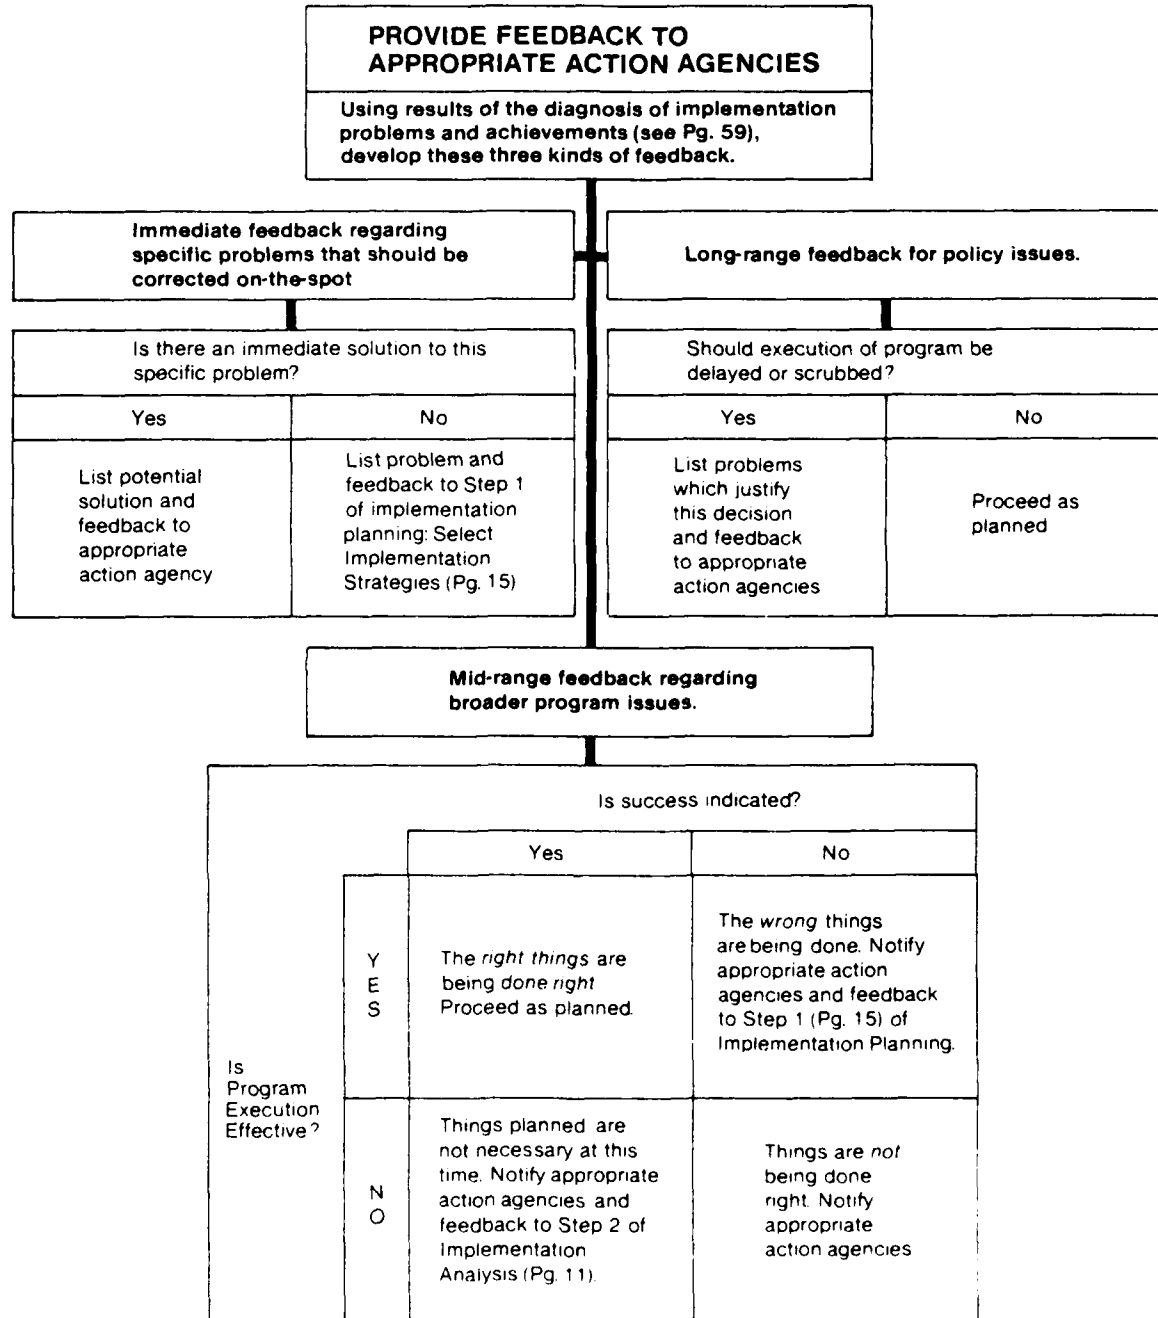 PROVIDE FEEDBACK TO
APPROPRIATE ACTION AGENCIES
Using results of the diagnosis of implementation
problems and achievements (see Pg. 59),
develop these three kinds of feedback.
Immediate feedback regarding
specific problems that should be
corrected on-the-spot
Is there an immediate solution to this
specific problem?
Yes
No
List potential
solution and
feedback to
appropriate
action agency
List problem and
feedback to Step 1
of implementation
planning: Select
Implementation
Strategies (Pg. 15)
Long-range feedback for policy issues.
Should execution of program be
delayed or scrubbed?
Yes
No
List problems
which justify
this decision
and feedback
to appropriate
action agencies
Proceed as
planned
Mid-range feedback regarding
broader program issues.
Is success indicated?
Yes
No
Is
Program
Execution
Effective?
Y
E
S
The right things are
being done right
Proceed as planned.
The wrong things
are being done. Notify
appropriate action
agencies and feedback
to Step 1 (Pg. 15) of
Implementation Planning.
N
O
Things planned are
not necessary at this
time. Notify appropriate
action agencies and
feedback to Step 2 of
Implementation
Analysis (Pg. 11).
Things are not
being done
right. Notify
appropriate
action agencies